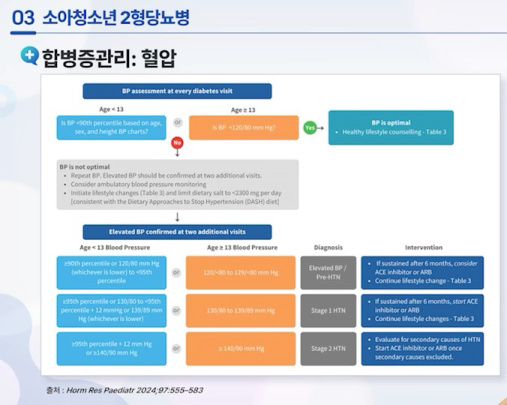 03 소아청소년 2형당뇨병
합병증관리: 혈압
BP assessment at every diabetes visit
Age < 13
Age ≥ 13
Is BP <90th percentile based on age,
sex, and height BP charts?
or
Is BP <120/80 mm Hg?
Yes
BP is optimal
• Healthy lifestyle counselling - Table 3
No
BP is not optimal
• Repeat BP. Elevated BP should be confirmed at two additional visits.
• Consider ambulatory blood pressure monitoring
• Initiate lifestyle changes (Table 3) and limit dietary salt to <2300 mg per day
[consistent with the Dietary Approaches to Stop Hypertension (DASH) diet]
Elevated BP confirmed at two additional visits
Age < 13 Blood Pressure
Age ≥ 13 Blood Pressure
Diagnosis
Intervention
≥90th percentile or 120/80 mm Hg
(whichever is lower) to <95th
percentile
or
Elevated BP /
Pre-HTN
• If sustained after 6 months, consider
ACE inhibitor or ARB
• Continue lifestyle change - Table 3
≥95th percentile or 130/80 to <95th
percentile + 12 mmHg or 139/89 mm
Hg (whichever is lower)
or
130/80 to 139/89 mm Hg
Stage 1 HTN
• If sustained after 6 months, start ACE
inhibitor or ARB
• Continue lifestyle changes - Table 3
≥95th percentile + 12 mm Hg
or ≥140/90 mm Hg
or
≥ 140/90 mm Hg
Stage 2 HTN
• Evaluate for secondary causes of HTN
• Start ACE inhibitor or ARB once
secondary causes excluded.
출처 : Horm Res Paediatr 2024;97:555–583